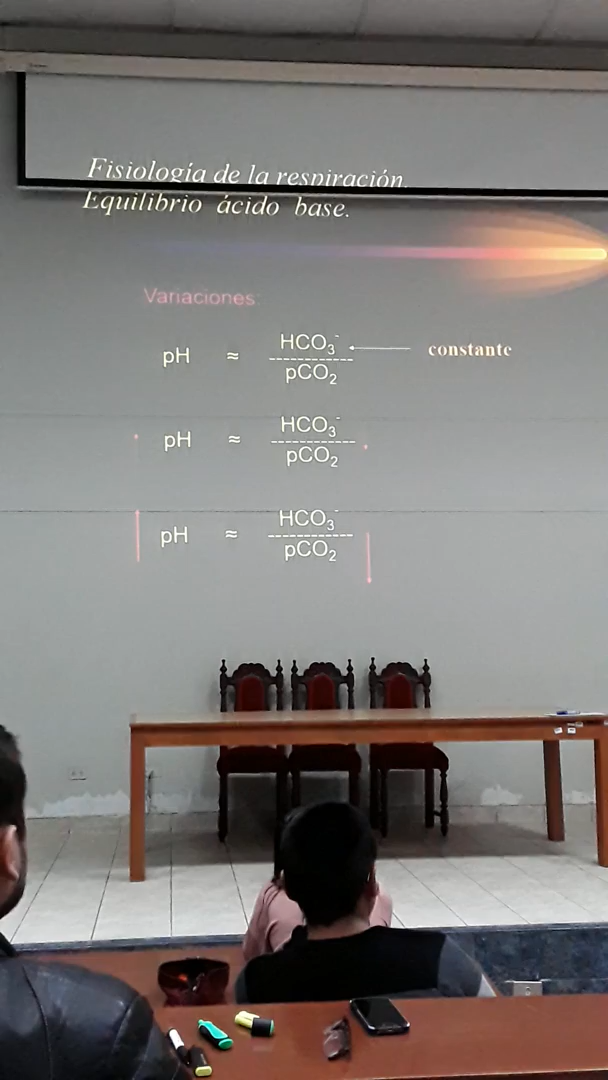 Fisiología de la respiración.
Equilibrio ácido base.
Variaciones:
pH ≈ HCO₃⁻ / pCO₂ constante
pH ≈ HCO₃⁻ / pCO₂
pH ≈ HCO₃⁻ / pCO₂